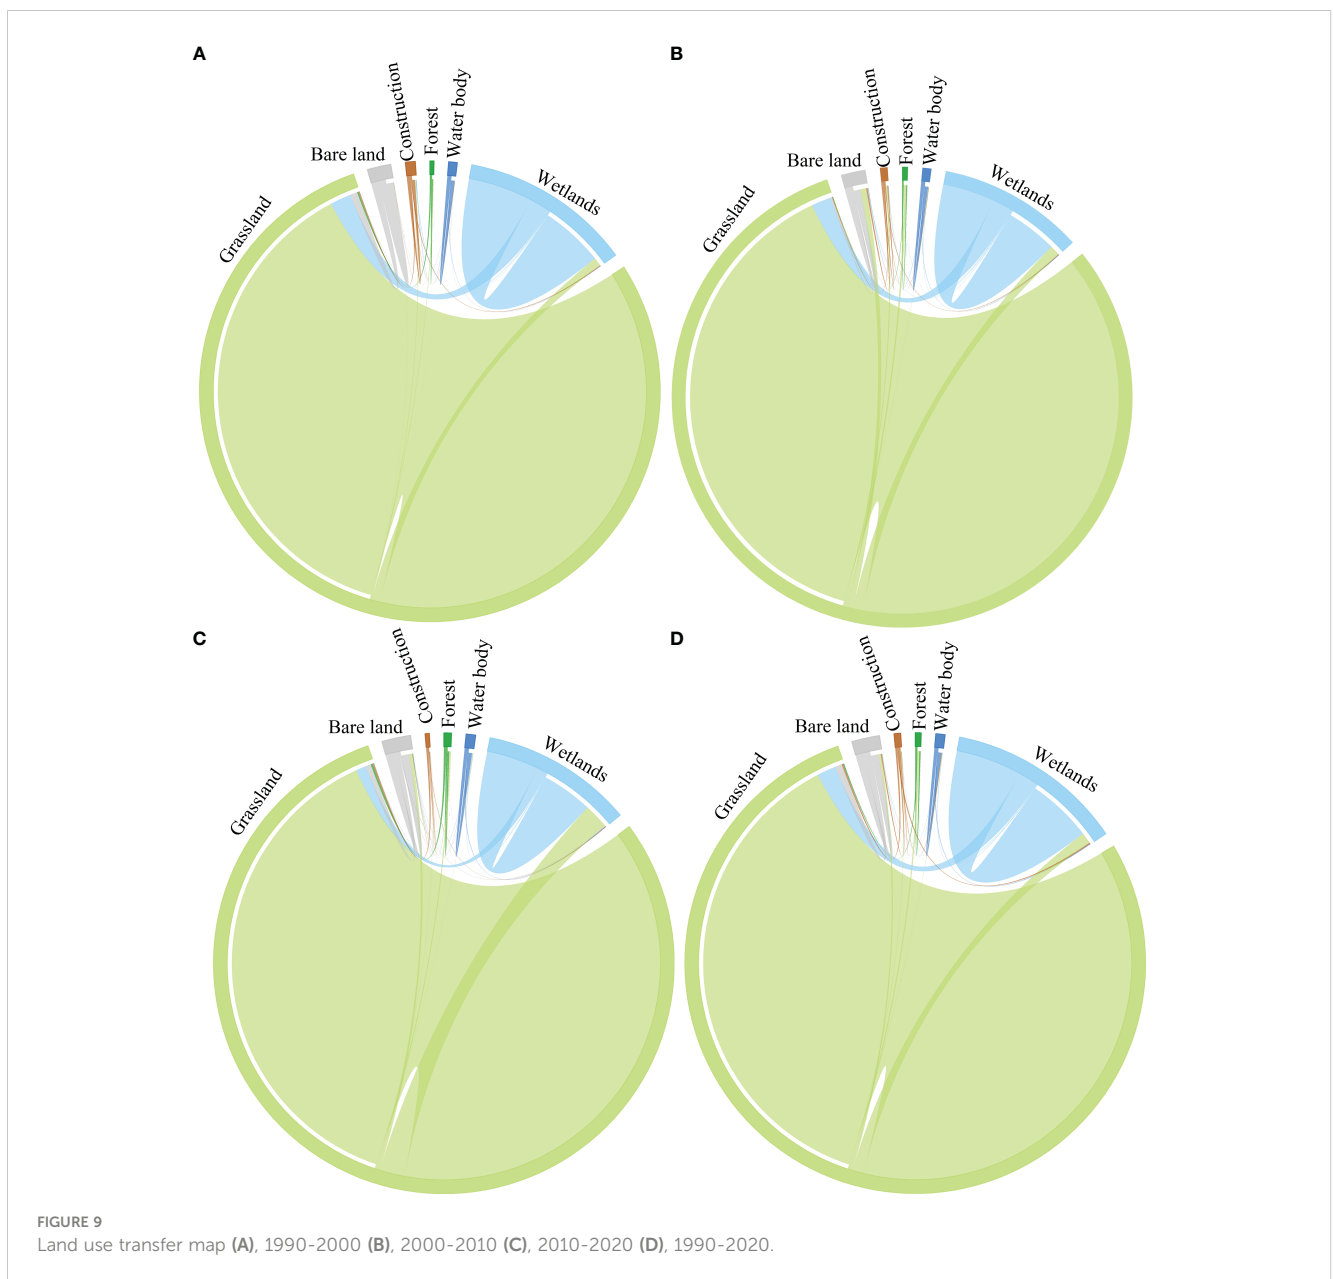 A
B
Construction
Forest
Water body
Bare land
Grassland
Wetlands
Construction
Forest
Water body
Bare land
Grassland
Wetlands
C
D
Construction
Forest
Water body
Bare land
Grassland
Wetlands
Construction
Forest
Water body
Bare land
Grassland
Wetlands
FIGURE 9
Land use transfer map (A), 1990-2000 (B), 2000-2010 (C), 2010-2020 (D), 1990-2020.